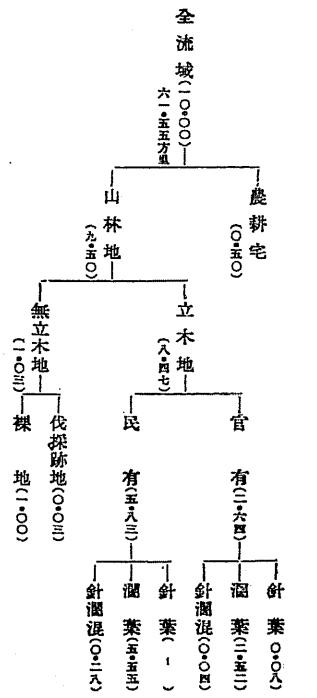 全流域(一〇・〇〇)
六一・五五方里
農耕宅
(〇・五〇)
山林地
(九・五〇)
立木地
(八・四七)
無立木地
(一・〇三)
官有(二・六四)
民有(五・八三)
伐採跡地(〇・〇三)
裸地(一・〇〇)
針葉〇・〇八)
濶葉(二・五二)
針濶混(〇・〇四
針葉(1)
濶葉(五・五五)
針濶混(〇・二八)